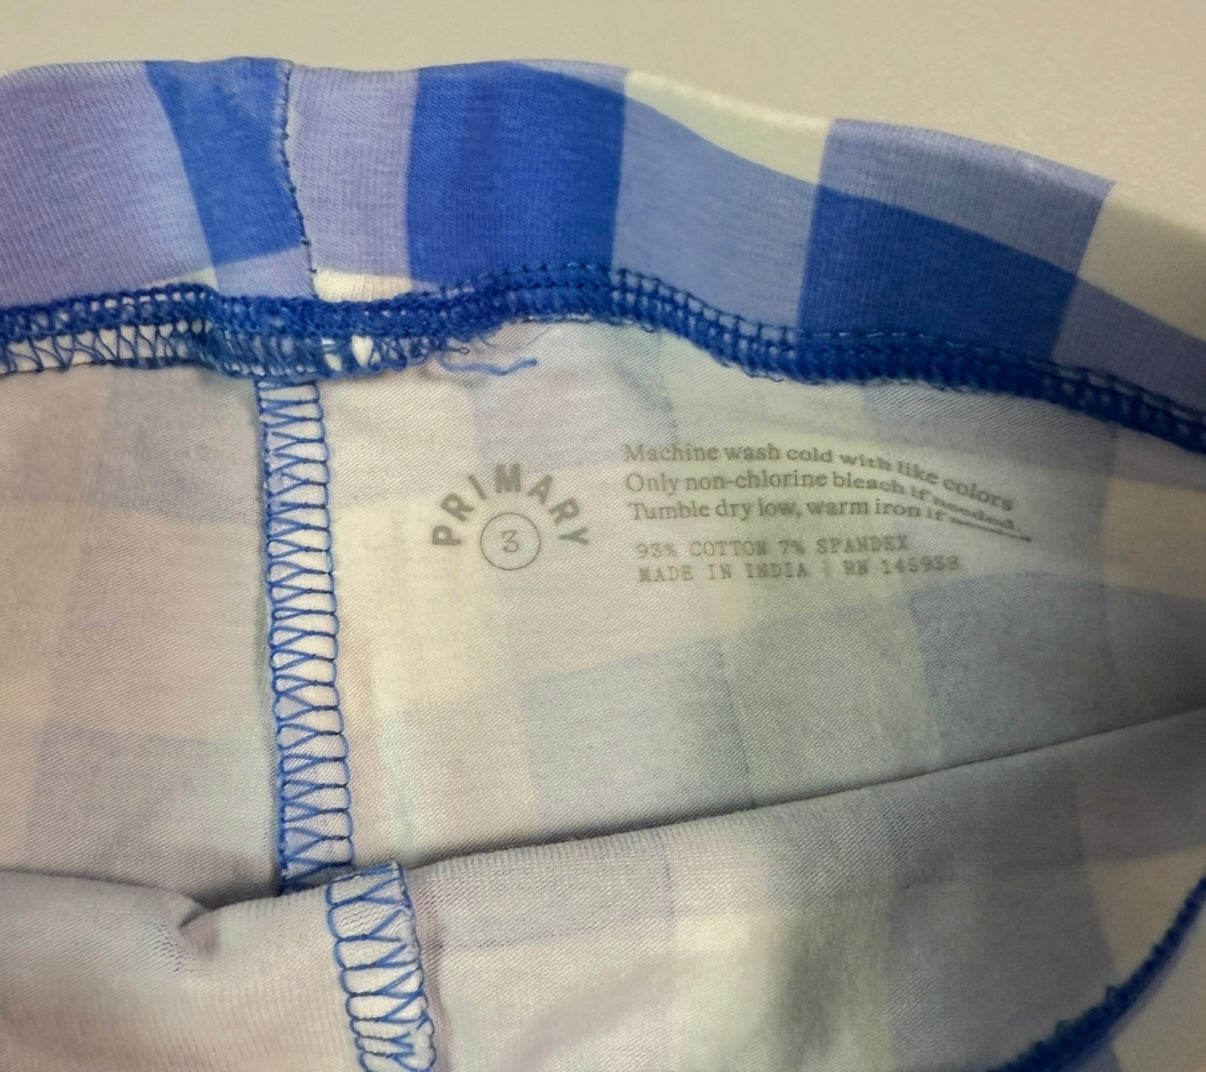 PRIMARY
3
Machine wash cold with like colors
Only non-chlorine bleach if needed.
Tumble dry low, warm iron if needed.
93% COTTON 7% SPANDEX
MADE IN INDIA | RN 145938